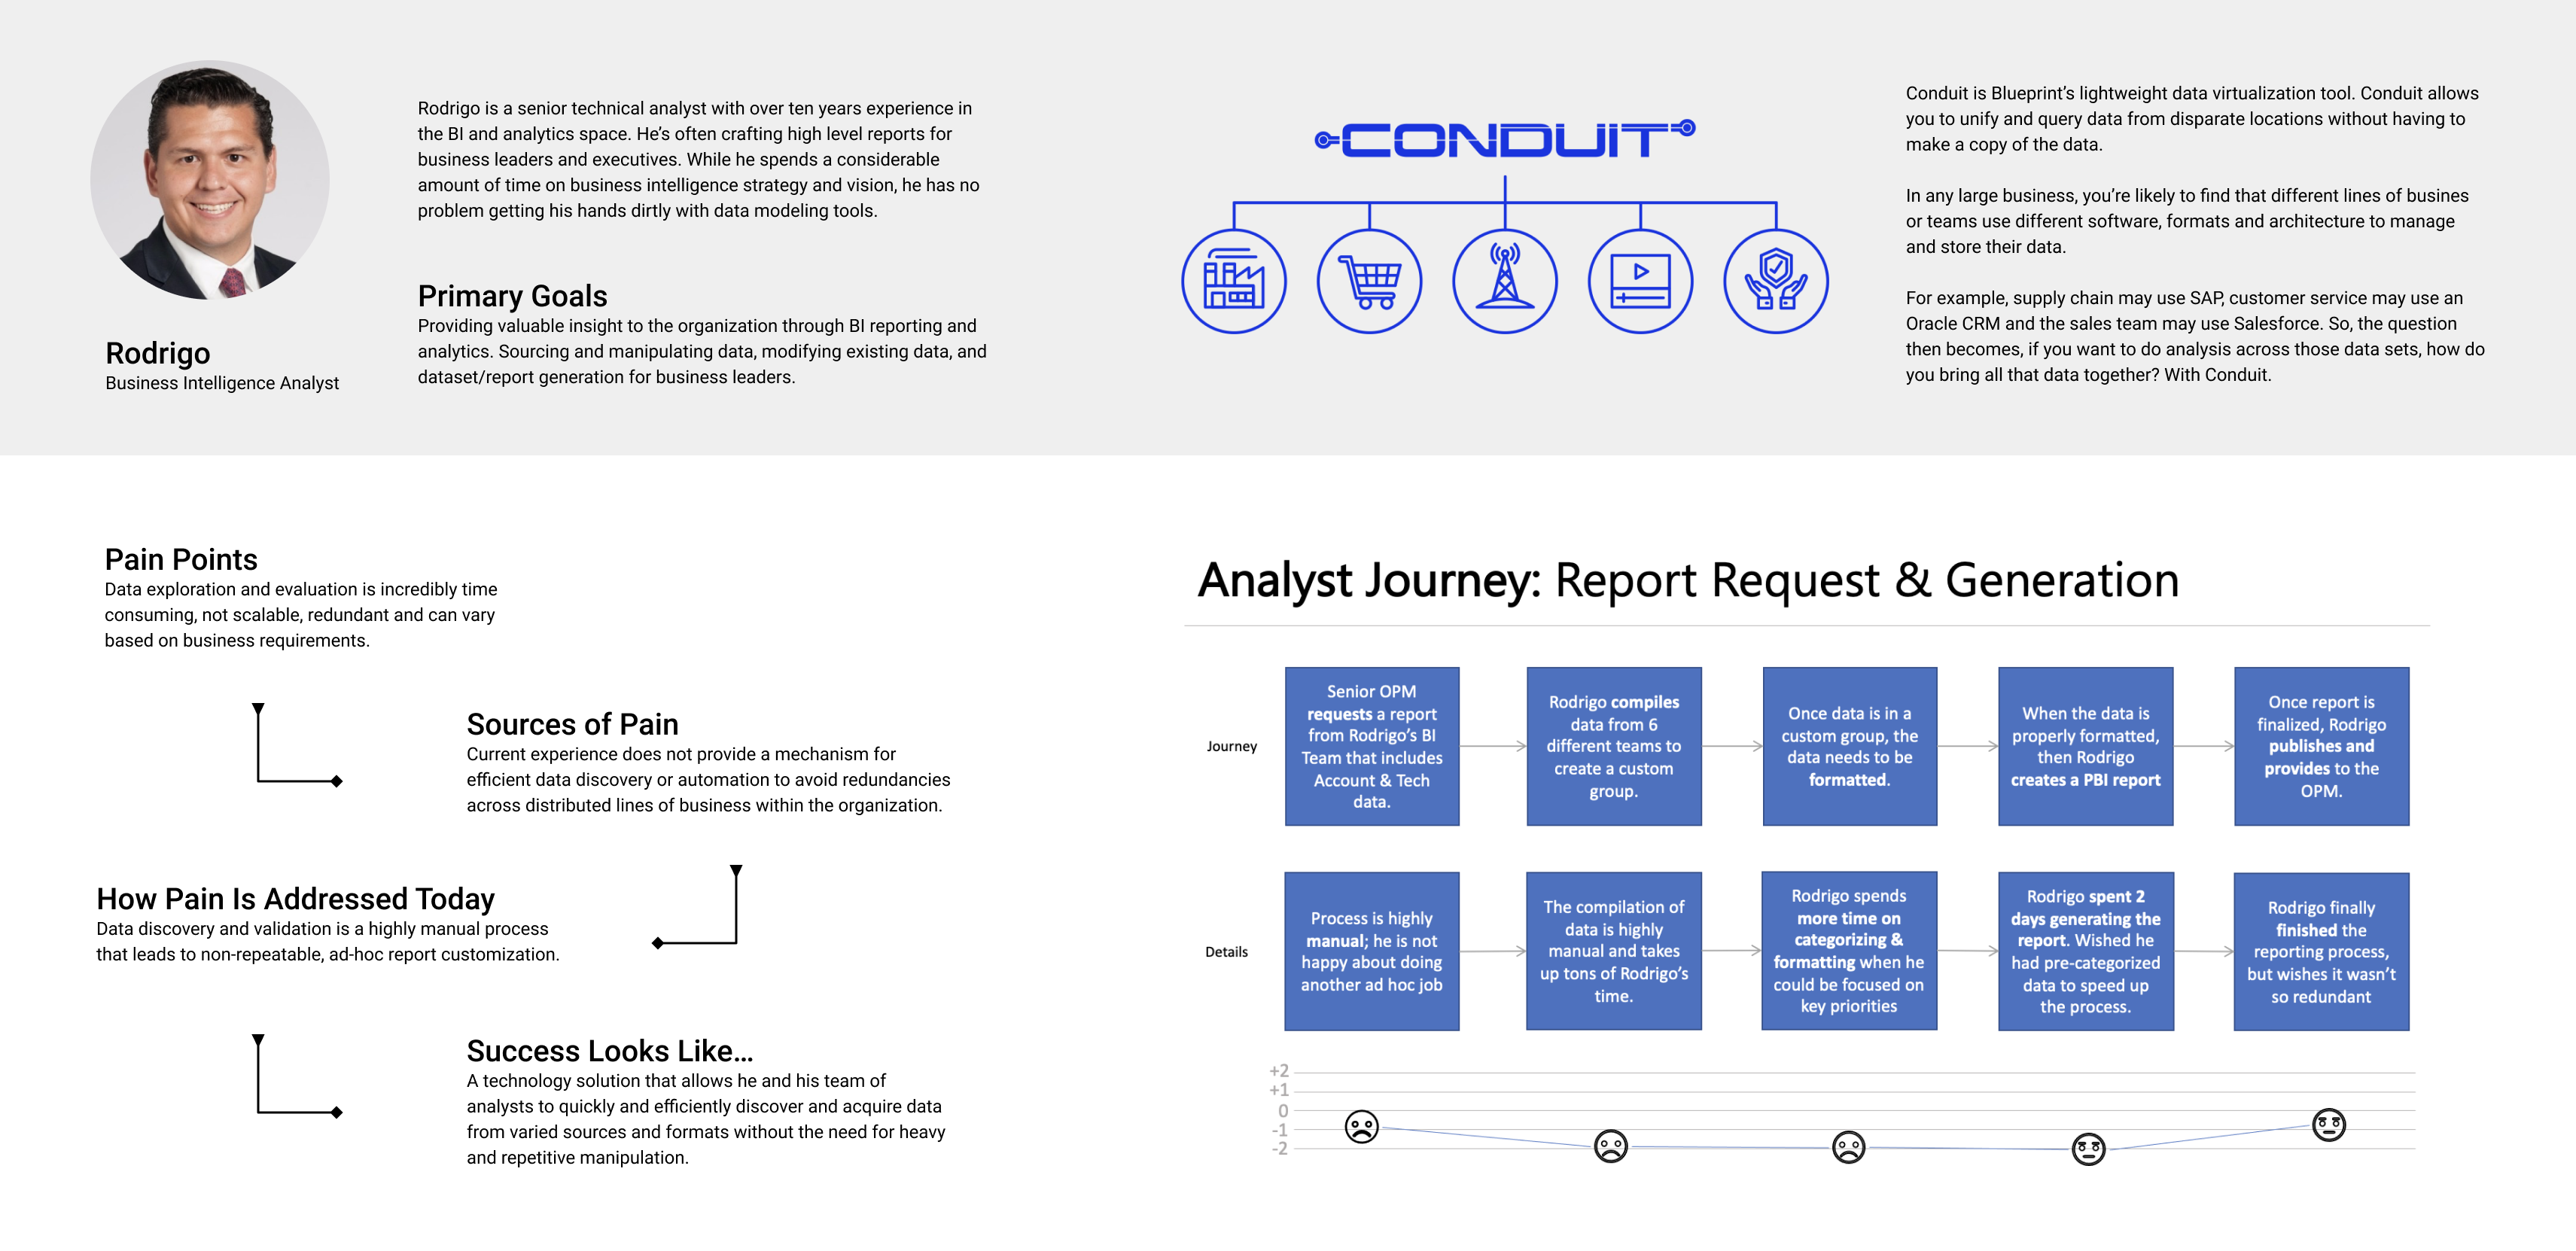 Rodrigo
Business Intelligence Analyst
Rodrigo is a senior technical analyst with over ten years experience in
the BI and analytics space. He’s often crafting high level reports for
business leaders and executives. While he spends a considerable
amount of time on business intelligence strategy and vision, he has no
problem getting his hands dirtly with data modeling tools.
Primary Goals
Providing valuable insight to the organization through BI reporting and
analytics. Sourcing and manipulating data, modifying existing data, and
dataset/report generation for business leaders.
CONDUIT
Conduit is Blueprint’s lightweight data virtualization tool. Conduit allows
you to unify and query data from disparate locations without having to
make a copy of the data.
In any large business, you’re likely to find that different lines of busines
or teams use different software, formats and architecture to manage
and store their data.
For example, supply chain may use SAP, customer service may use an
Oracle CRM and the sales team may use Salesforce. So, the question
then becomes, if you want to do analysis across those data sets, how do
you bring all that data together? With Conduit.
Pain Points
Data exploration and evaluation is incredibly time
consuming, not scalable, redundant and can vary
based on business requirements.
Sources of Pain
Current experience does not provide a mechanism for
efficient data discovery or automation to avoid redundancies
across distributed lines of business within the organization.
How Pain Is Addressed Today
Data discovery and validation is a highly manual process
that leads to non-repeatable, ad-hoc report customization.
Success Looks Like...
A technology solution that allows he and his team of
analysts to quickly and efficiently discover and acquire data
from varied sources and formats without the need for heavy
and repetitive manipulation.
Analyst Journey: Report Request & Generation
Journey
Senior OPM
requests a report
from Rodrigo’s BI
Team that includes
Account & Tech
data.
Rodrigo compiles
data from 6
different teams to
create a custom
group.
Once data is in a
custom group, the
data needs to be
formatted.
When the data is
properly formatted,
then Rodrigo
creates a PBI report
Once report is
finalized, Rodrigo
publishes and
provides to the
OPM.
Details
Process is highly
manual; he is not
happy about doing
another ad hoc job
The compilation of
data is highly
manual and takes
up tons of Rodrigo’s
time.
Rodrigo spends
more time on
categorizing &
formatting when he
could be focused on
key priorities
Rodrigo spent 2
days generating the
report. Wished he
had pre-categorized
data to speed up
the process.
Rodrigo finally
finished the
reporting process,
but wishes it wasn’t
so redundant
+2
+1
0
-1
-2